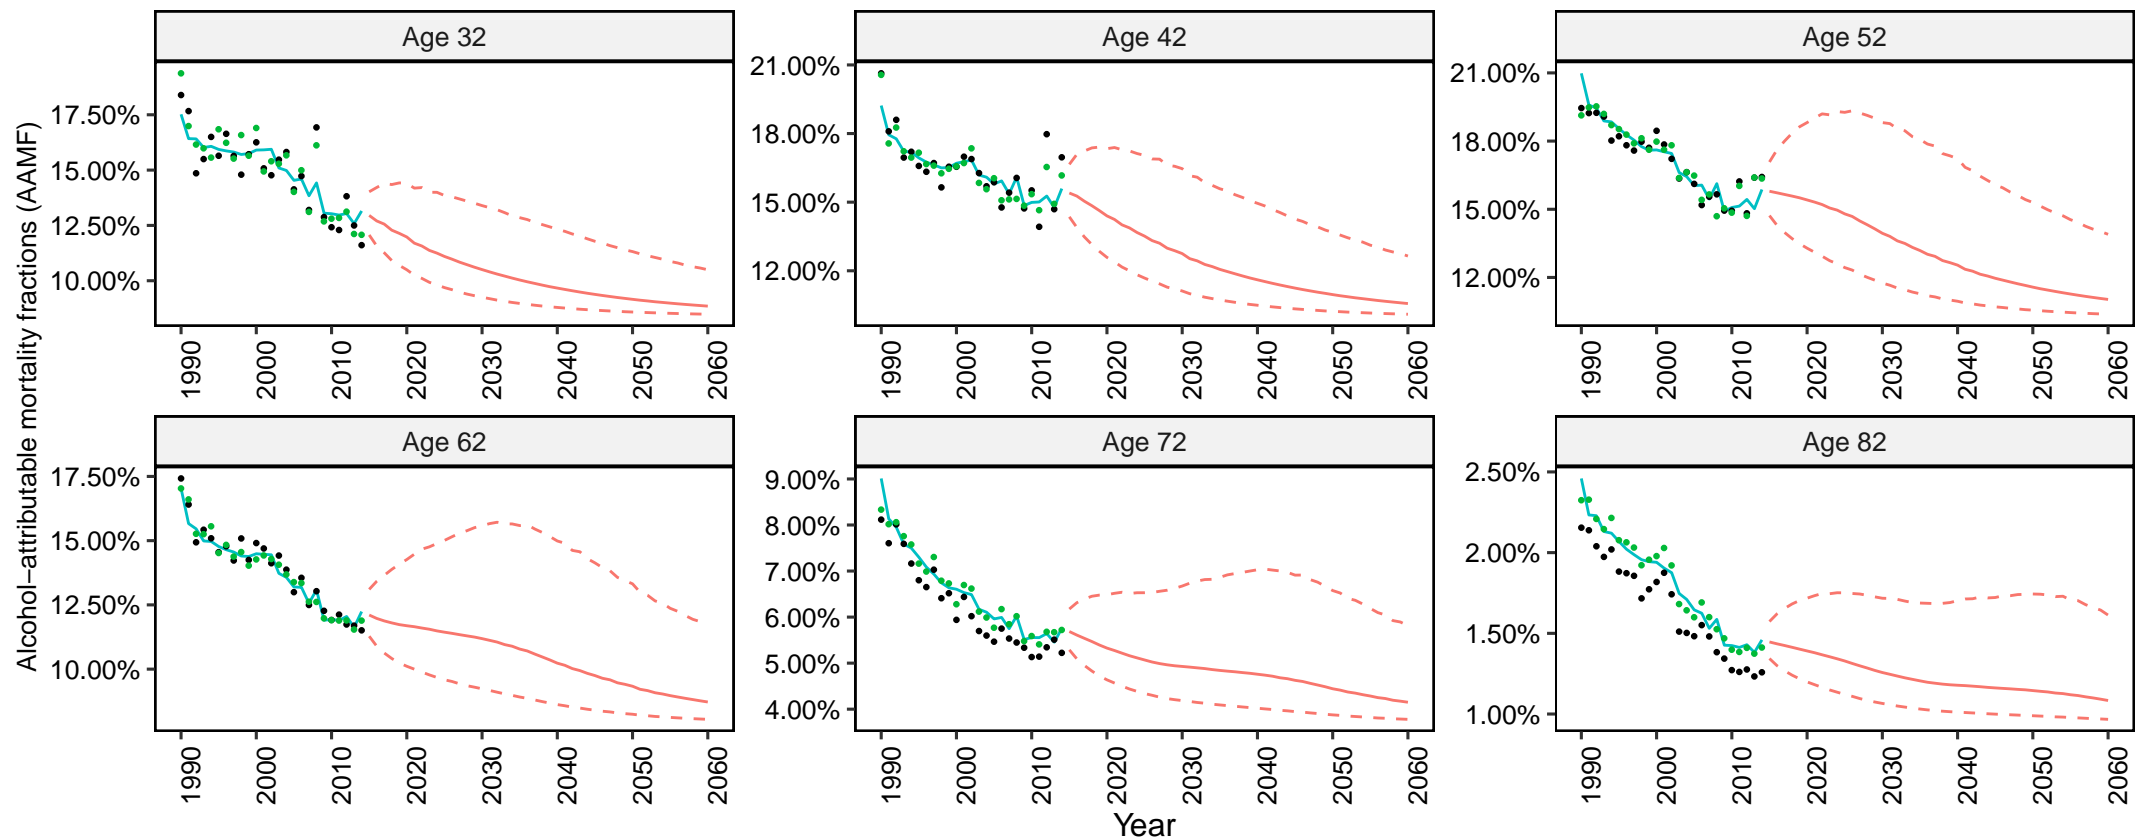 Alcohol−attributable mortality fractions (AAMF)
Age 32
17.50%
15.00%
12.50%
10.00%
1990 2000 2010 2020 2030 2040 2050 2060
Age 42
21.00%
18.00%
15.00%
12.00%
1990 2000 2010 2020 2030 2040 2050 2060
Age 52
21.00%
18.00%
15.00%
12.00%
1990 2000 2010 2020 2030 2040 2050 2060
Age 62
17.50%
15.00%
12.50%
10.00%
1990 2000 2010 2020 2030 2040 2050 2060
Age 72
9.00%
8.00%
7.00%
6.00%
5.00%
4.00%
1990 2000 2010 2020 2030 2040 2050 2060
Age 82
2.50%
2.00%
1.50%
1.00%
1990 2000 2010 2020 2030 2040 2050 2060
Year